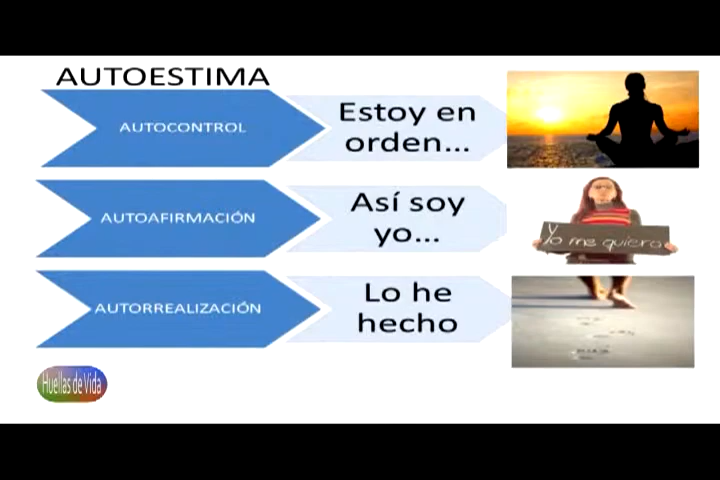 AUTOESTIMA
AUTOCONTROL
Estoy en
orden...
AUTOAFIRMACIÓN
Así soy
yo...
Yo me quiero
AUTORREALIZACIÓN
Lo he
hecho
Huellas de Vida